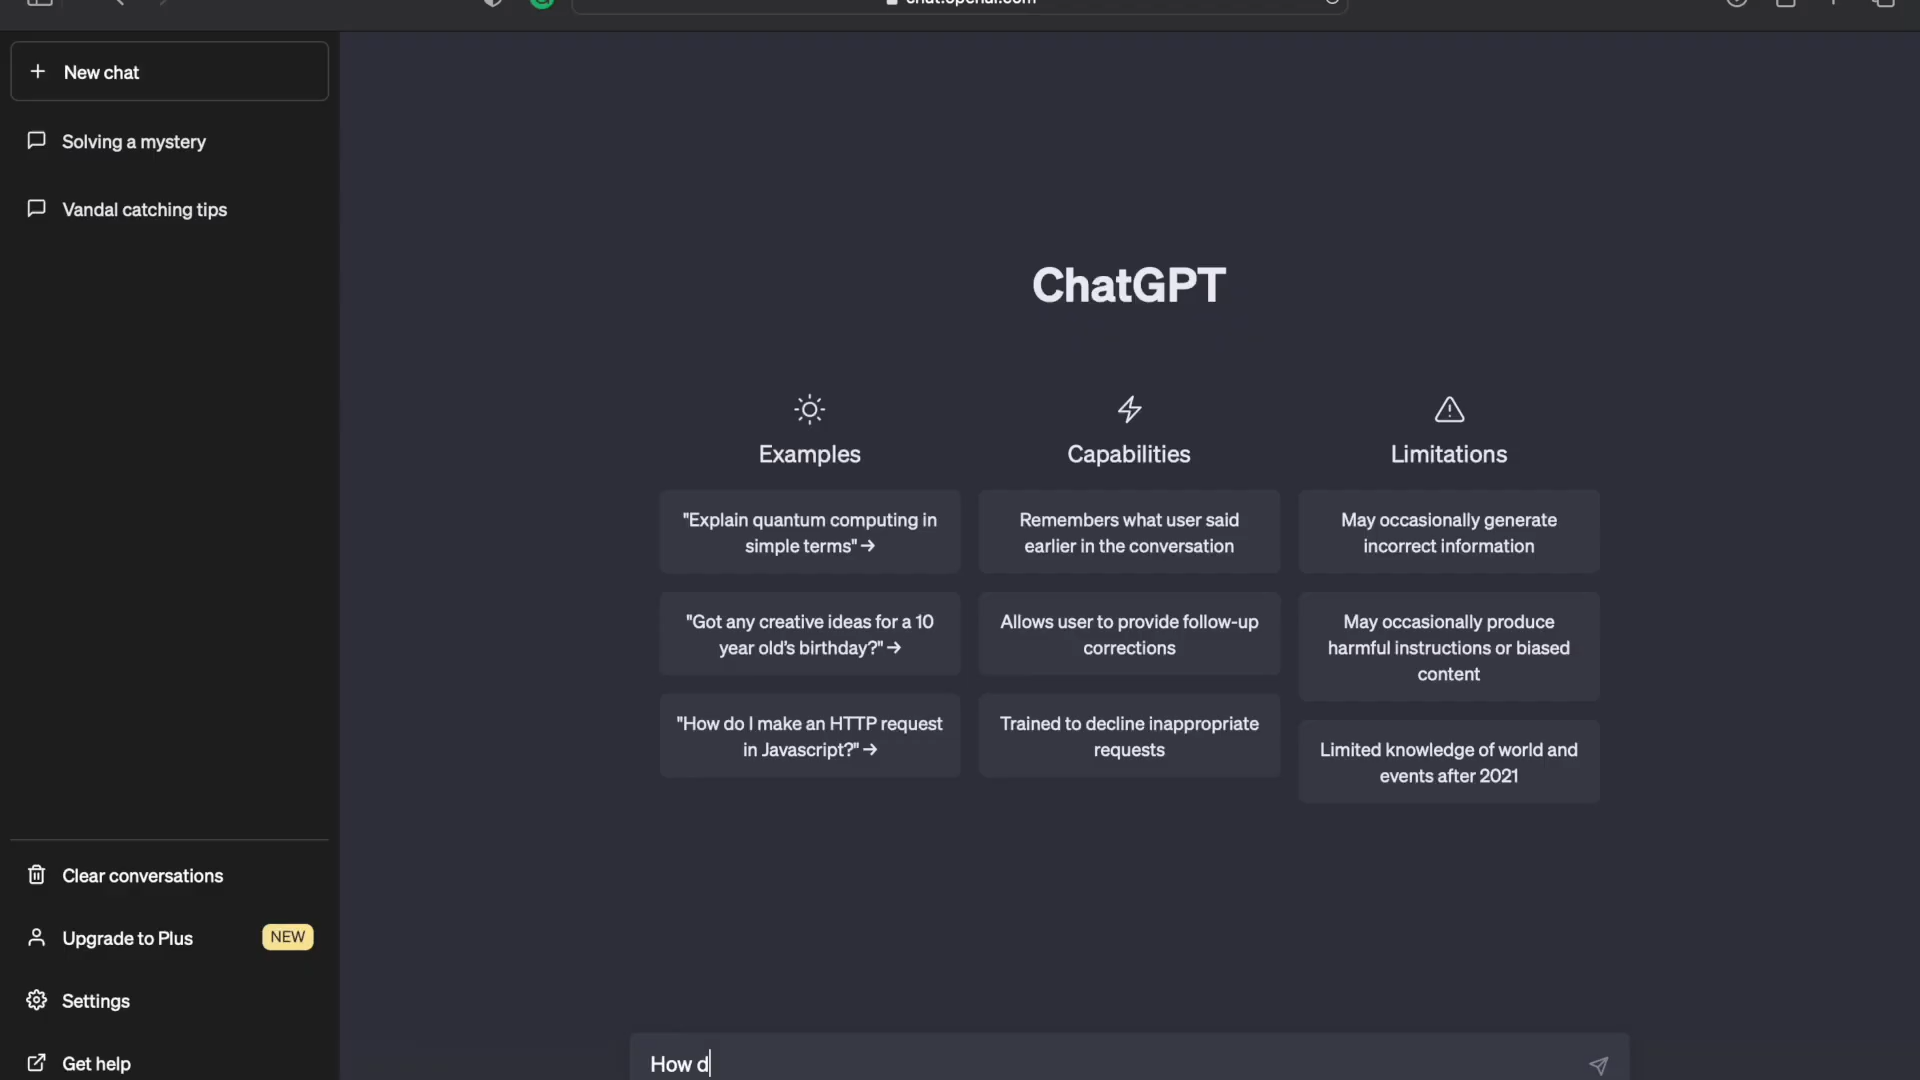 chat.openai.com
New chat
Solving a mystery
Vandal catching tips
ChatGPT
Examples
"Explain quantum computing in
simple terms" →
"Got any creative ideas for a 10
year old's birthday?" →
"How do I make an HTTP request
in Javascript?" →
Capabilities
Remembers what user said
earlier in the conversation
Allows user to provide follow-up
corrections
Trained to decline inappropriate
requests
Limitations
May occasionally generate
incorrect information
May occasionally produce
harmful instructions or biased
content
Limited knowledge of world and
events after 2021
Clear conversations
Upgrade to Plus NEW
Settings
Get help
How d